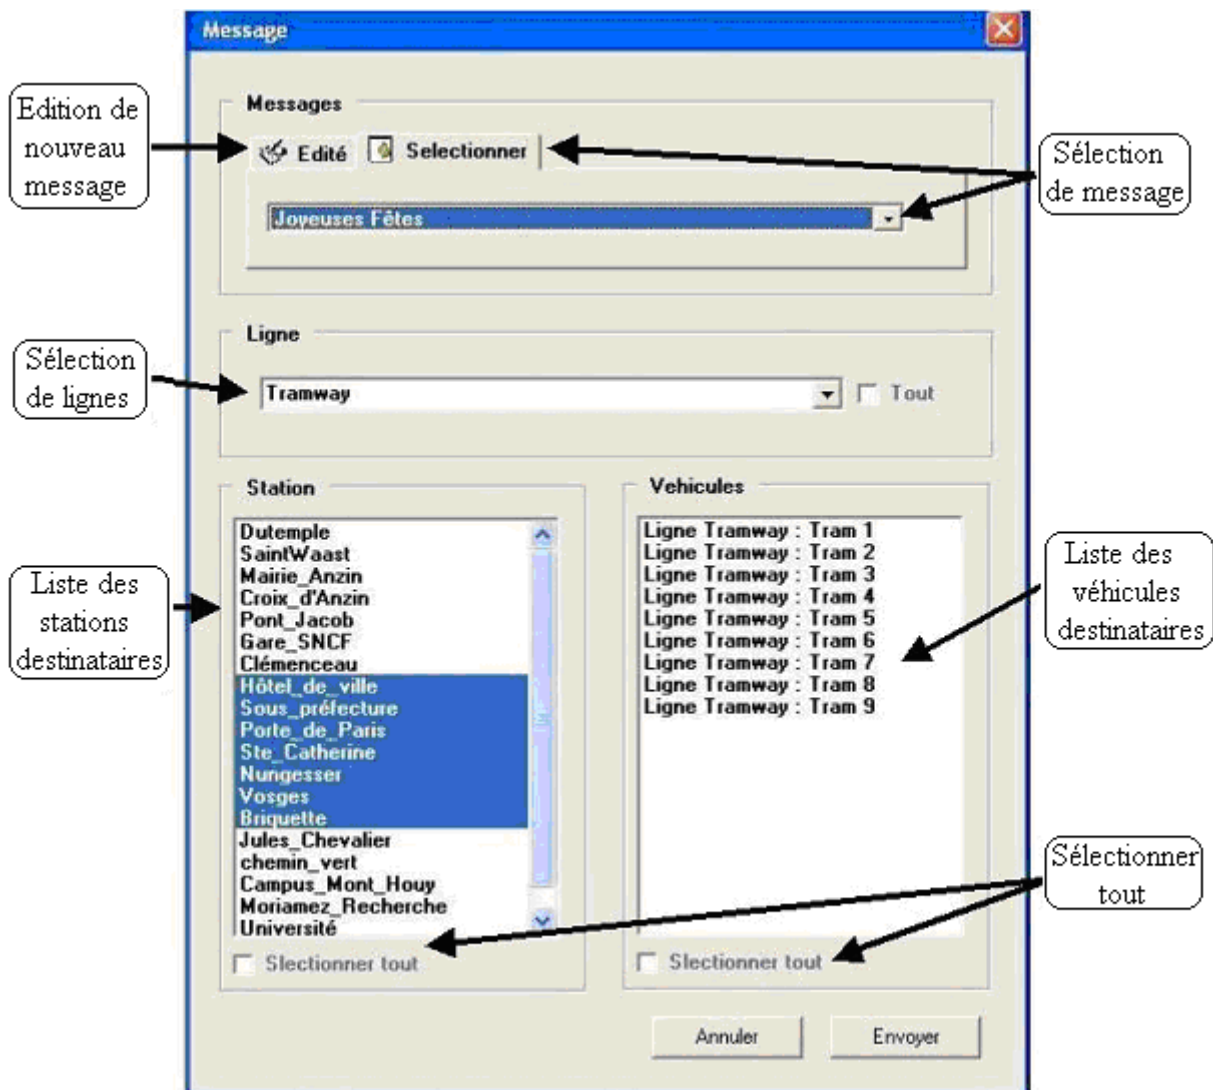 Message
Edition de
nouveau
message
Messages
Edité
Selectionner
Sélection
de message
Joyeuses Fêtes
Ligne
Sélection
de lignes
Tramway
Tout
Station
Vehicules
Liste des
stations
destinataires
Dutemple
SaintWaast
Mairie_Anzin
Croix_d'Anzin
Pont_Jacob
Gare_SNCF
Clémenceau
Hôtel_de_ville
Sous_préfecture
Porte_de_Paris
Ste_Catherine
Nungesser
Vosges
Briquette
Jules_Chevalier
chemin_vert
Campus_Mont_Houy
Moriamez_Recherche
Université
Slectionner tout
Ligne Tramway : Tram 1
Ligne Tramway : Tram 2
Ligne Tramway : Tram 3
Ligne Tramway : Tram 4
Ligne Tramway : Tram 5
Ligne Tramway : Tram 6
Ligne Tramway : Tram 7
Ligne Tramway : Tram 8
Ligne Tramway : Tram 9
Slectionner tout
Liste des
véhicules
destinataires
Sélectionner
tout
Annuler
Envoyer